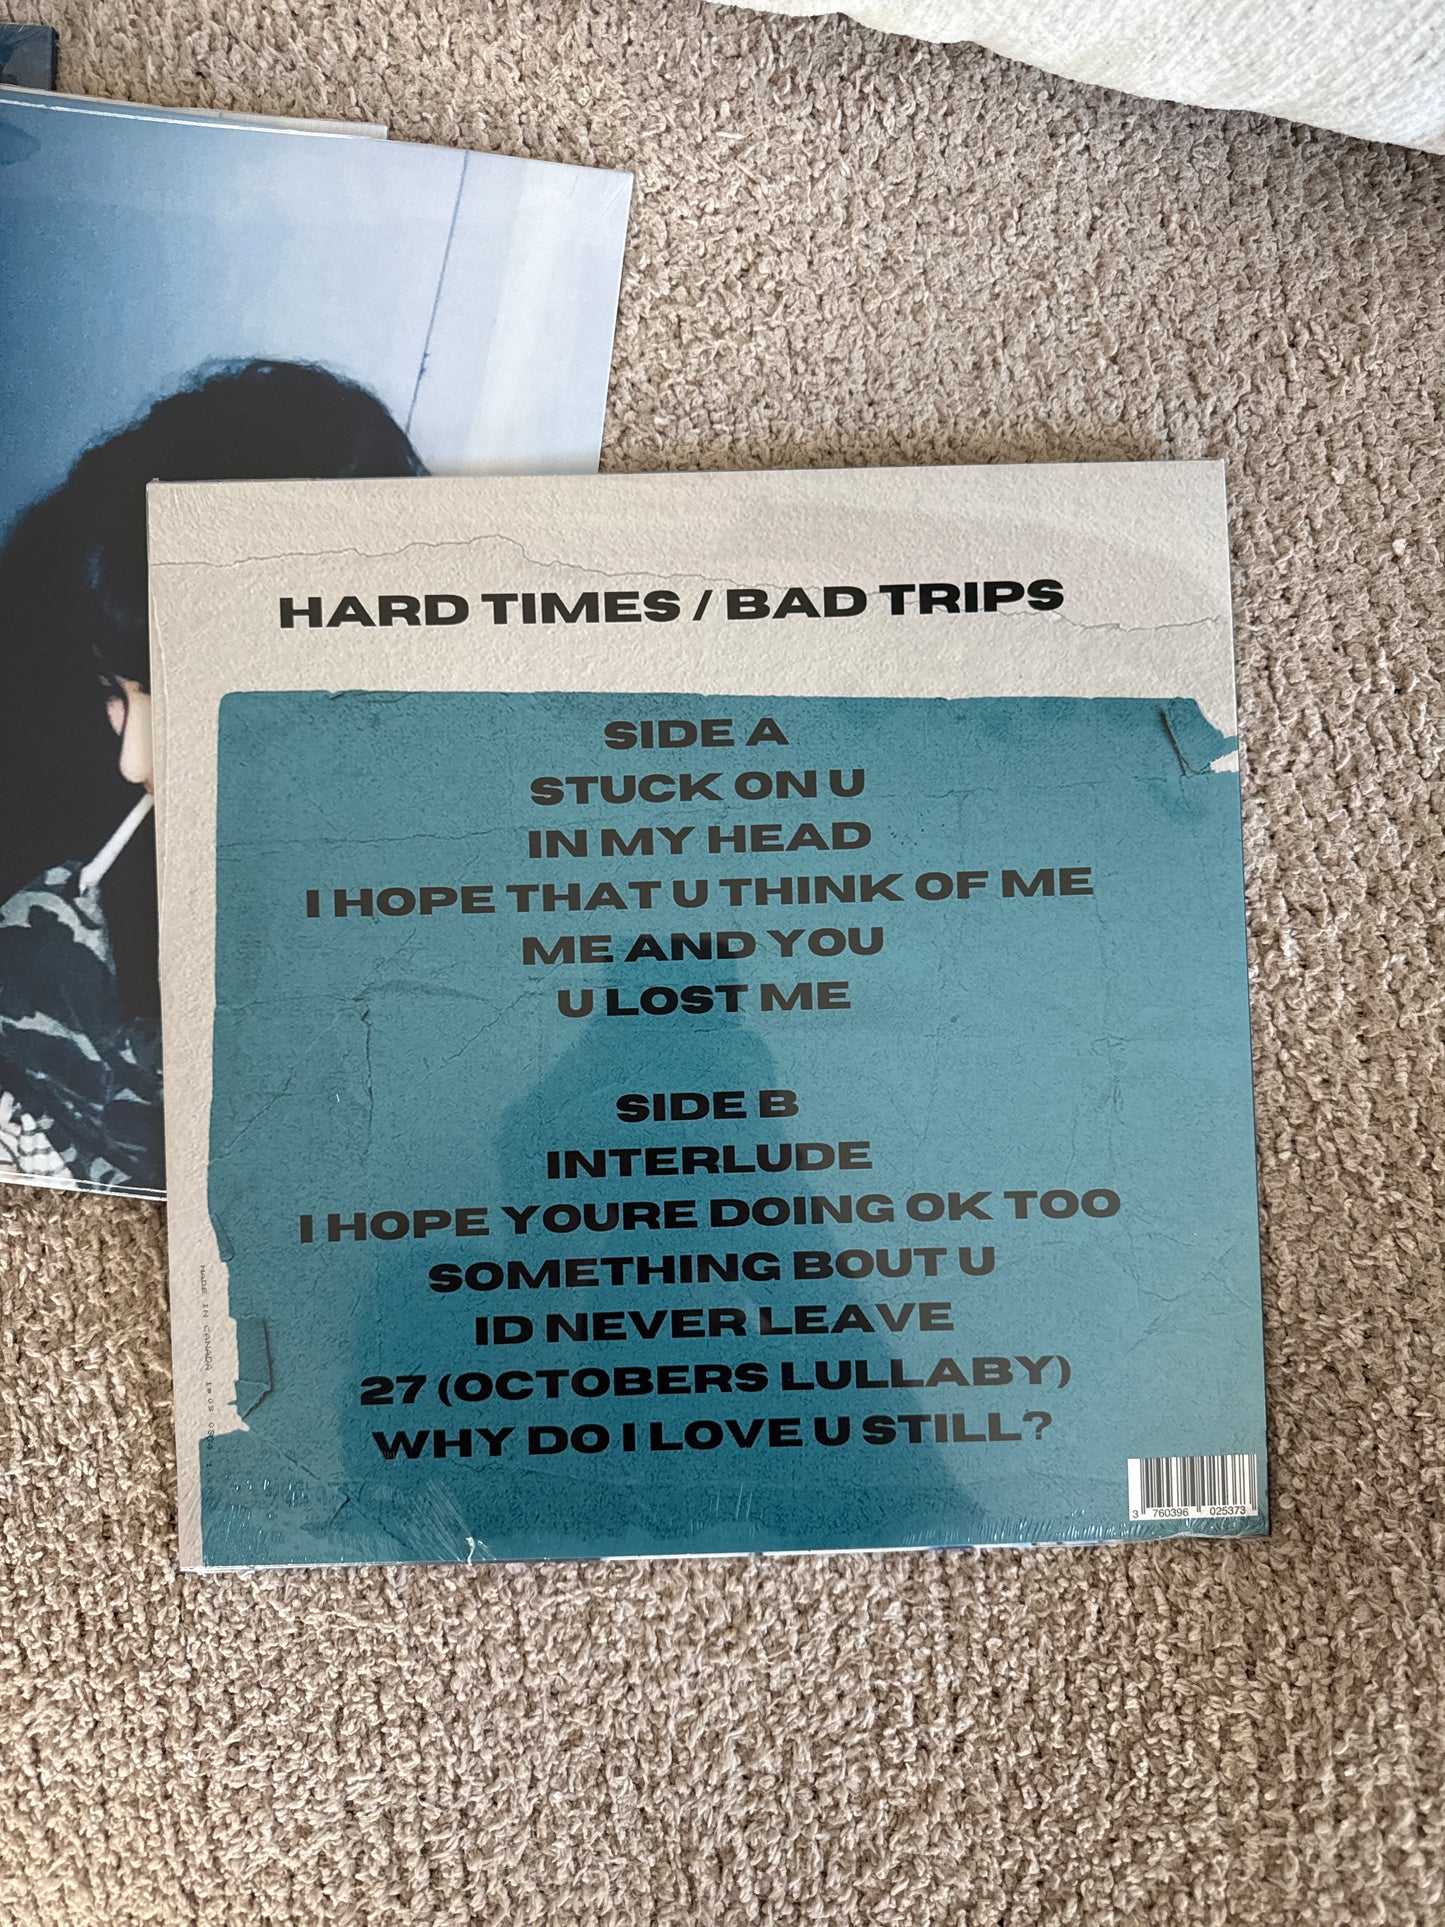 HARD TIMES / BAD TRIPS
SIDE A
STUCK ON U
IN MY HEAD
I HOPE THAT U THINK OF ME
ME AND YOU
U LOST ME
SIDE B
INTERLUDE
I HOPE YOURE DOING OK TOO
SOMETHING BOUT U
ID NEVER LEAVE
27 (OCTOBERS LULLABY)
WHY DO I LOVE U STILL?
MADE IN CANADA
3 760396 025373